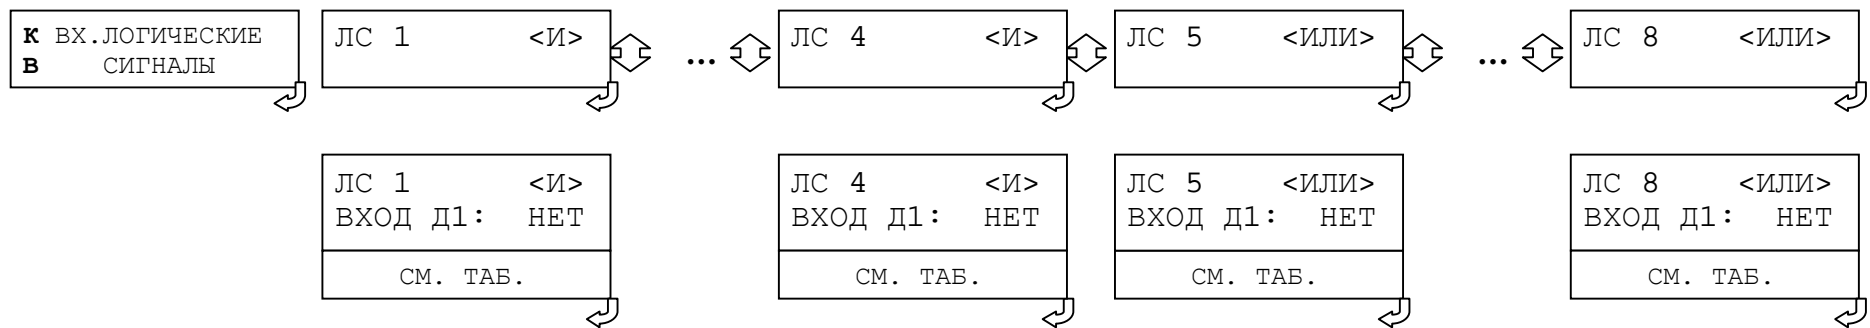 К ВХ.ЛОГИЧЕСКИЕ
В СИГНАЛЫ
ЛС 1 <И>
...
ЛС 4 <И>
ЛС 5 <ИЛИ>
...
ЛС 8 <ИЛИ>
ЛС 1 <И>
ВХОД Д1: НЕТ
СМ. ТАБ.
ЛС 4 <И>
ВХОД Д1: НЕТ
СМ. ТАБ.
ЛС 5 <ИЛИ>
ВХОД Д1: НЕТ
СМ. ТАБ.
ЛС 8 <ИЛИ>
ВХОД Д1: НЕТ
СМ. ТАБ.